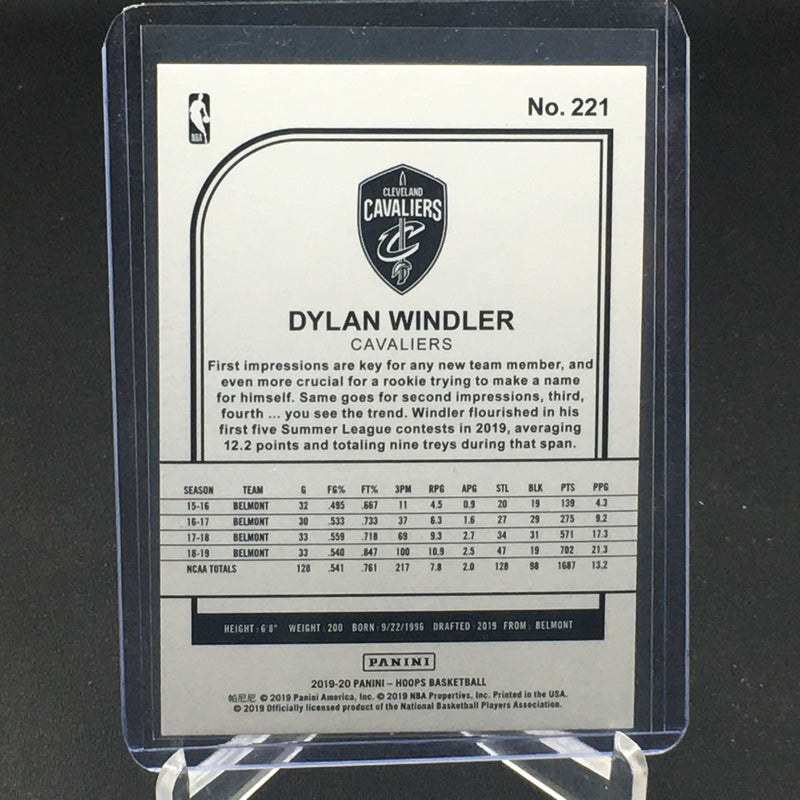 No. 221
NBA
CLEVELAND
CAVALIERS
C
DYLAN WINDLER
CAVALIERS
First impressions are key for any new team member, and
even more crucial for a rookie trying to make a name
for himself. Same goes for second impressions, third,
fourth ... you see the trend. Windler flourished in his
first five Summer League contests in 2019, averaging
12.2 points and totaling nine treys during that span.
SEASON TEAM G FG% FT% 3PM RPG APG STL BLK PTS PPG
15-16 BELMONT 32 .495 .667 11 4.5 0.9 20 19 139 4.3
16-17 BELMONT 30 .533 .733 37 6.3 1.6 27 29 275 9.2
17-18 BELMONT 33 .559 .718 69 9.3 2.7 34 31 571 17.3
18-19 BELMONT 33 .540 .847 100 10.9 2.5 47 19 702 21.3
NCAA TOTALS 128 .541 .761 217 7.8 2.0 128 98 1687 13.2
HEIGHT: 6'8" WEIGHT: 200 BORN: 9/22/1996 DRAFTED: 2019 FROM: BELMONT
PANINI
2019-20 PANINI – HOOPS BASKETBALL
帕尼尼 © 2019 Panini America, Inc. © 2019 NBA Properties, Inc. Printed in the USA.
© 2019 Officially licensed product of the National Basketball Players Association.